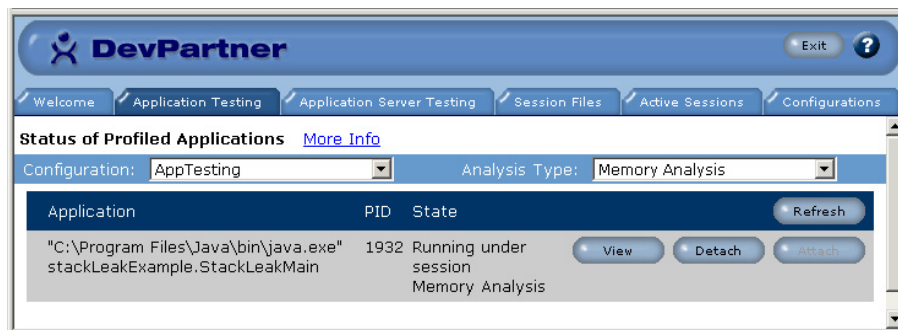 DevPartner
Exit ?
Welcome Application Testing Application Server Testing Session Files Active Sessions Configurations
Status of Profiled Applications More Info
Configuration: AppTesting Analysis Type: Memory Analysis
Application PID State Refresh
"C:\Program Files\Java\bin\java.exe" 1932 Running under View Detach Attach
stackLeakExample.StackLeakMain session
Memory Analysis